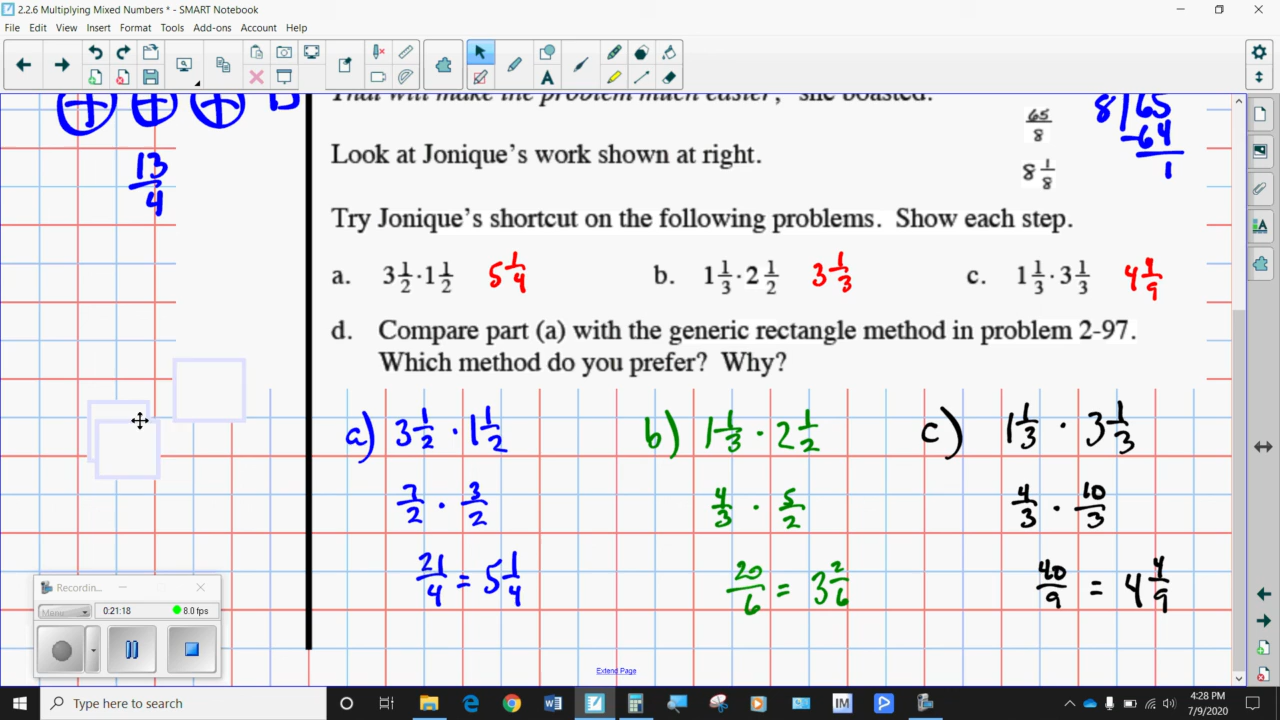 2.2.6 Multiplying Mixed Numbers * - SMART Notebook
File Edit View Insert Format Tools Add-ons Account Help
That will make the problem much easier," she boasted.
65/8
8 1/8
8 65
-64
1
13/4
Look at Jonique's work shown at right.
Try Jonique's shortcut on the following problems. Show each step.
a. 3 1/2 · 1 1/2 5 1/4 b. 1 1/3 · 2 1/2 3 1/3 c. 1 1/3 · 3 1/3 4 4/9
d. Compare part (a) with the generic rectangle method in problem 2-97.
Which method do you prefer? Why?
a) 3 1/2 · 1 1/2
7/2 · 3/2
21/4 = 5 1/4
b) 1 1/3 · 2 1/2
4/3 · 5/2
20/6 = 3 2/6
c) 1 1/3 · 3 1/3
4/3 · 10/3
40/9 = 4 4/9
Recordin...
Menu
0:21:18
8.0 fps
Extend Page
Type here to search
IM
4:28 PM
7/9/2020